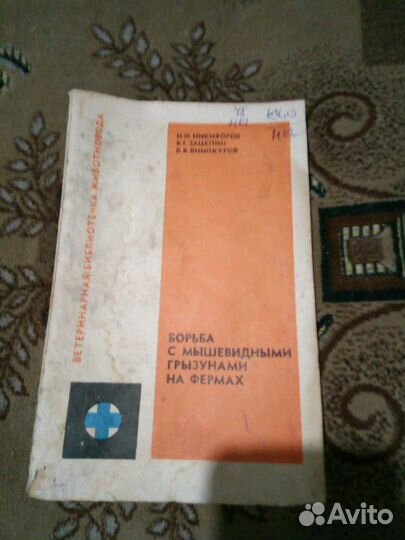 И.И. НИКИФОРОВ
В.Г. ЗАЦЕПИН
В.В. ВИНОКУРОВ
ВЕТЕРИНАРНАЯ БИБЛИОТЕЧКА ЖИВОТНОВОДА
БОРЬБА
С МЫШЕВИДНЫМИ
ГРЫЗУНАМИ
НА ФЕРМАХ
Avito